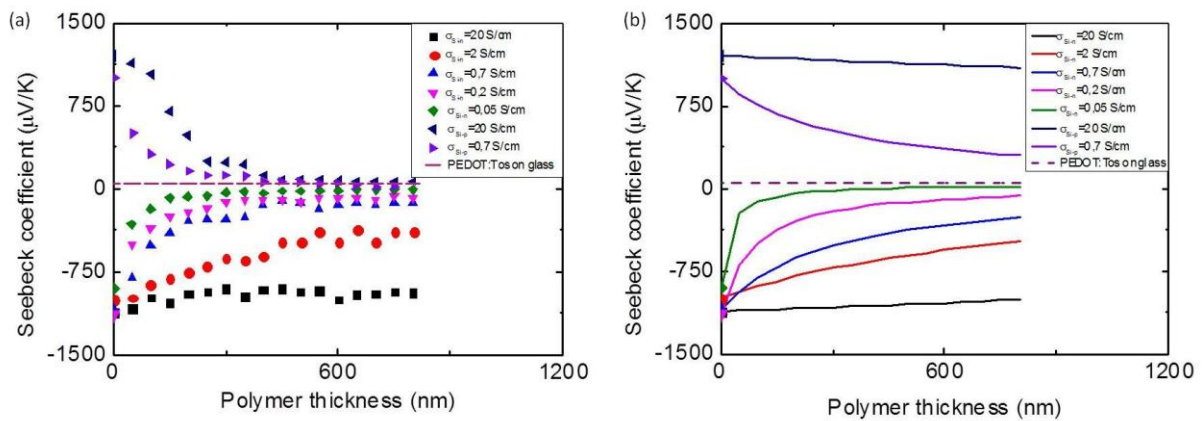 (a)
1500
750
0
-750
-1500
Seebeck coefficient (μV/K)
σSi-n=20 S/cm
σSi-n=2 S/cm
σSi-n=0,7 S/cm
σSi-n=0.2 S/cm
σSi-n=0,05 S/cm
σSi-p=20 S/cm
σSi-p=0.7 S/cm
PEDOT:Tos on glass
0
600
1200
Polymer thickness (nm)
(b)
1500
750
0
-750
-1500
Seebeck coefficient (μV/K)
σSi-n=20 S/cm
σSi-n=2 S/cm
σSi-n=0,7 S/cm
σSi-n=0,2 S/cm
σSi-n=0,05 S/cm
σSi-p=20 S/cm
σSi-p=0,7 S/cm
PEDOT:Tos on glass
0
600
1200
Polymer thickness (nm)